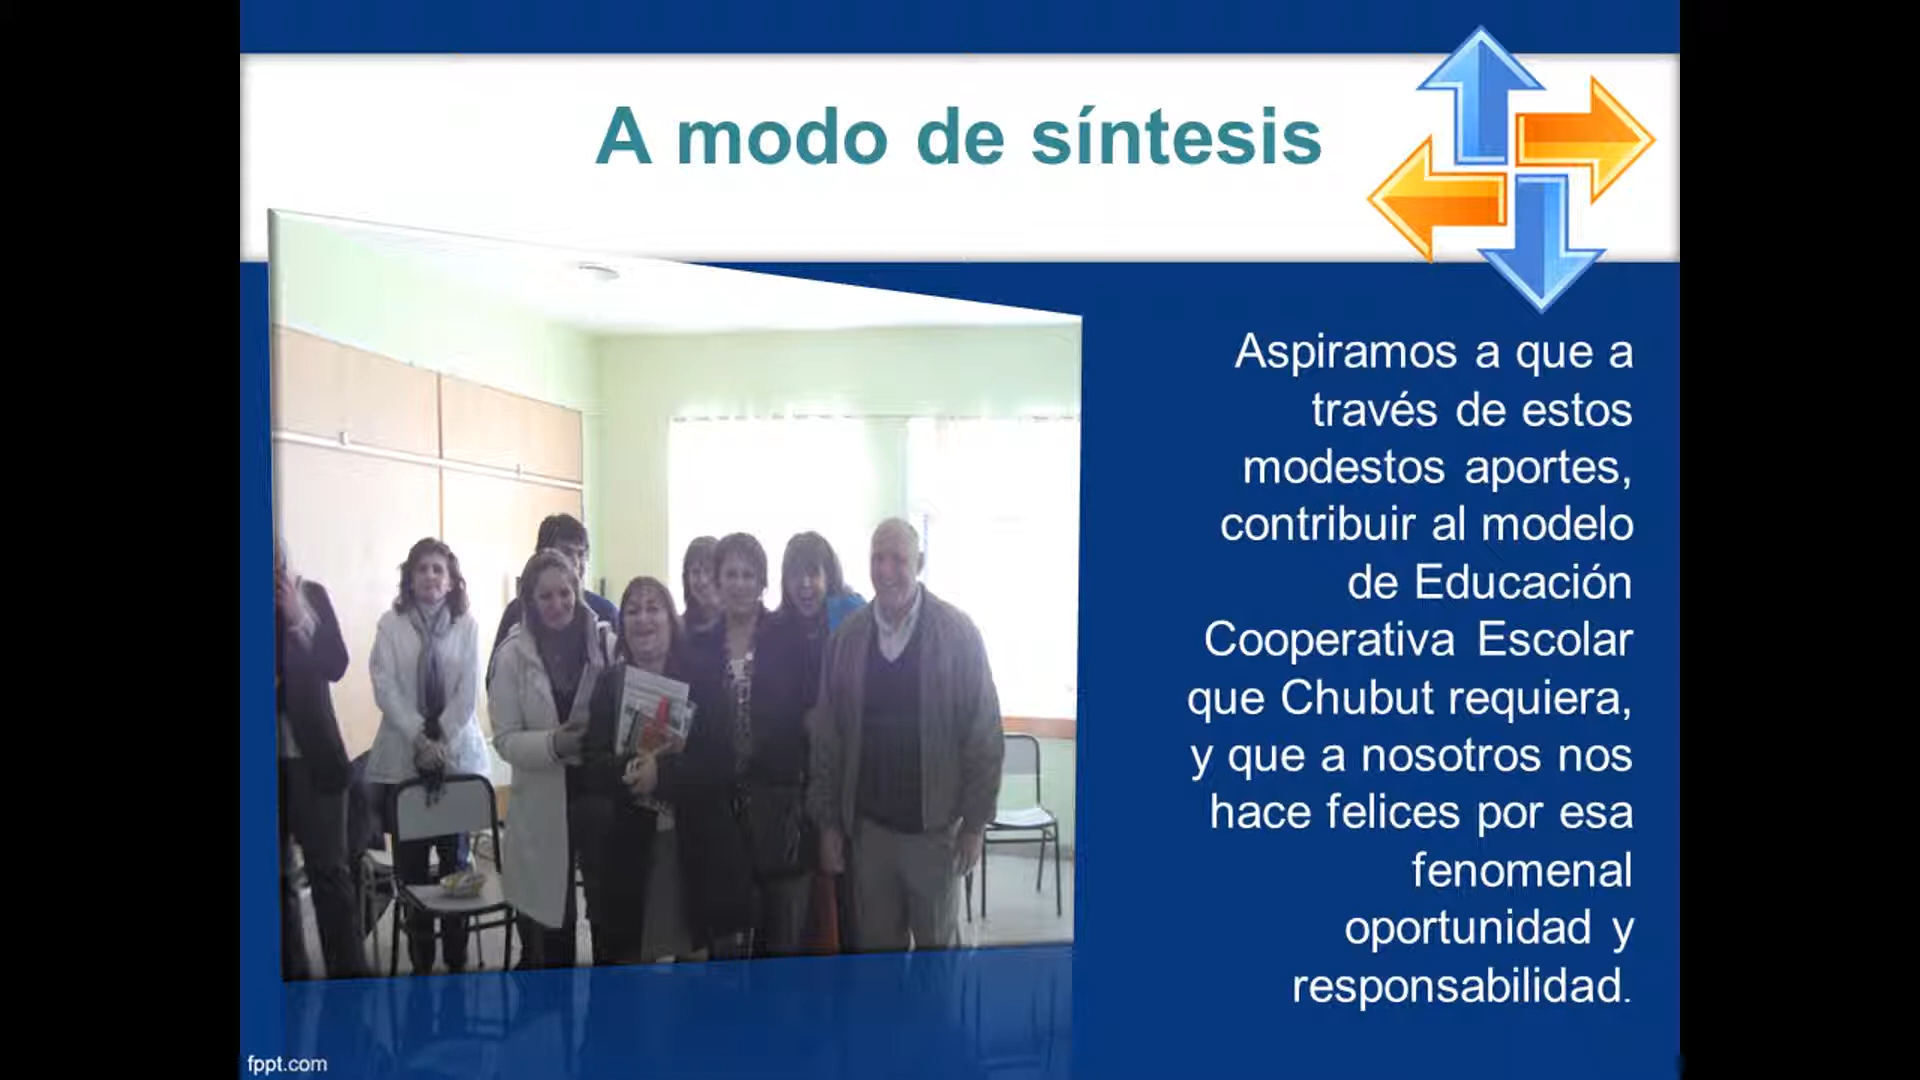 A modo de síntesis
Aspiramos a que a
través de estos
modestos aportes,
contribuir al modelo
de Educación
Cooperativa Escolar
que Chubut requiera,
y que a nosotros nos
hace felices por esa
fenomenal
oportunidad y
responsabilidad.
fppt.com